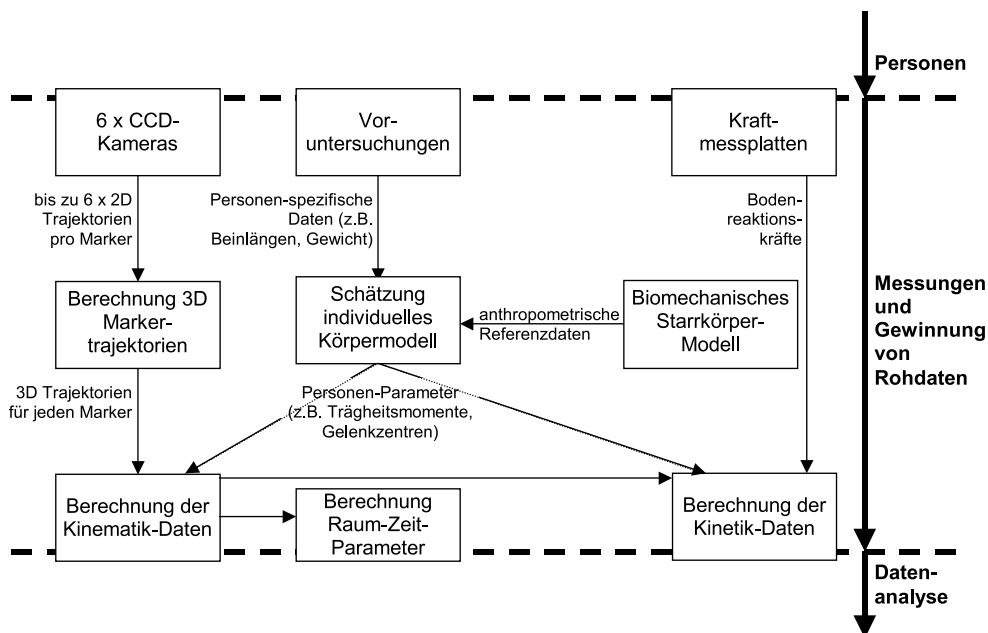 Personen
6 x CCD-
Kameras
Vor-
untersuchungen
Kraft-
messplatten
bis zu 6 x 2D
Trajektorien
pro Marker
Personen-spezifische
Daten (z.B.
Beinlängen, Gewicht)
Boden-
reaktions-
kräfte
Berechnung 3D
Marker-
trajektorien
Schätzung
individuelles
Körpermodell
anthropometrische
Referenzdaten
Biomechanisches
Starrkörper-
Modell
Messungen
und
Gewinnung
von
Rohdaten
3D Trajektorien
für jeden Marker
Personen-Parameter
(z.B. Trägheitsmomente,
Gelenkzentren)
Berechnung der
Kinematik-Daten
Berechnung
Raum-Zeit-
Parameter
Berechnung der
Kinetik-Daten
Daten-
analyse